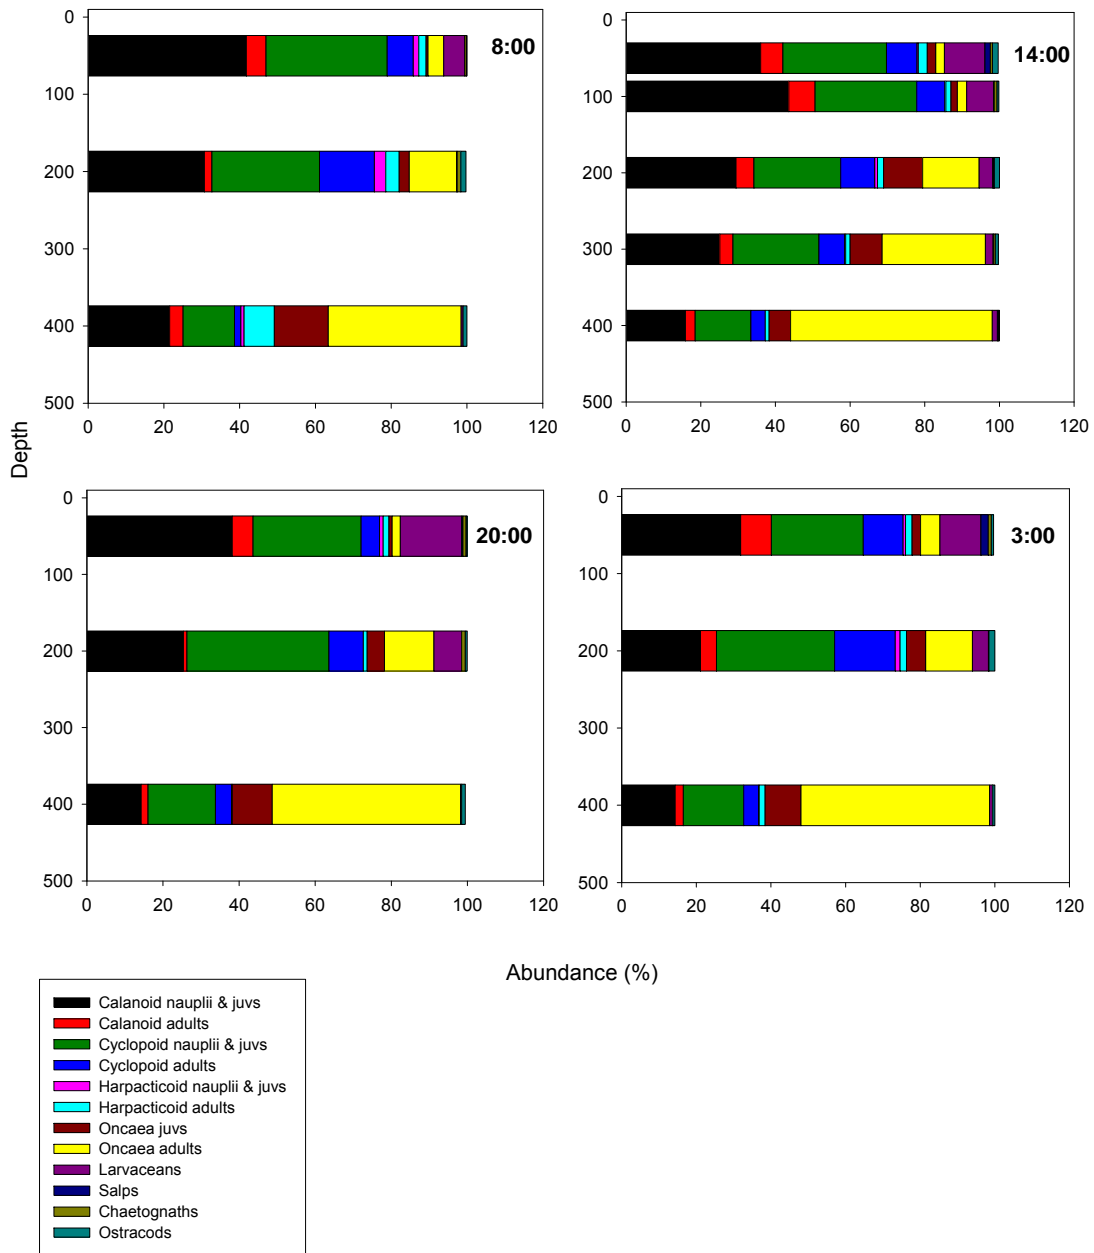 0
100
200
300
400
500
0 20 40 60 80 100 120
8:00
0
100
200
300
400
500
0 20 40 60 80 100 120
14:00
Depth
0
100
200
300
400
500
0 20 40 60 80 100 120
20:00
0
100
200
300
400
500
0 20 40 60 80 100 120
3:00
Abundance (%)
Calanoid nauplii & juvs
Calanoid adults
Cyclopoid nauplii & juvs
Cyclopoid adults
Harpacticoid nauplii & juvs
Harpacticoid adults
Oncaea juvs
Oncaea adults
Larvaceans
Salps
Chaetognaths
Ostracods